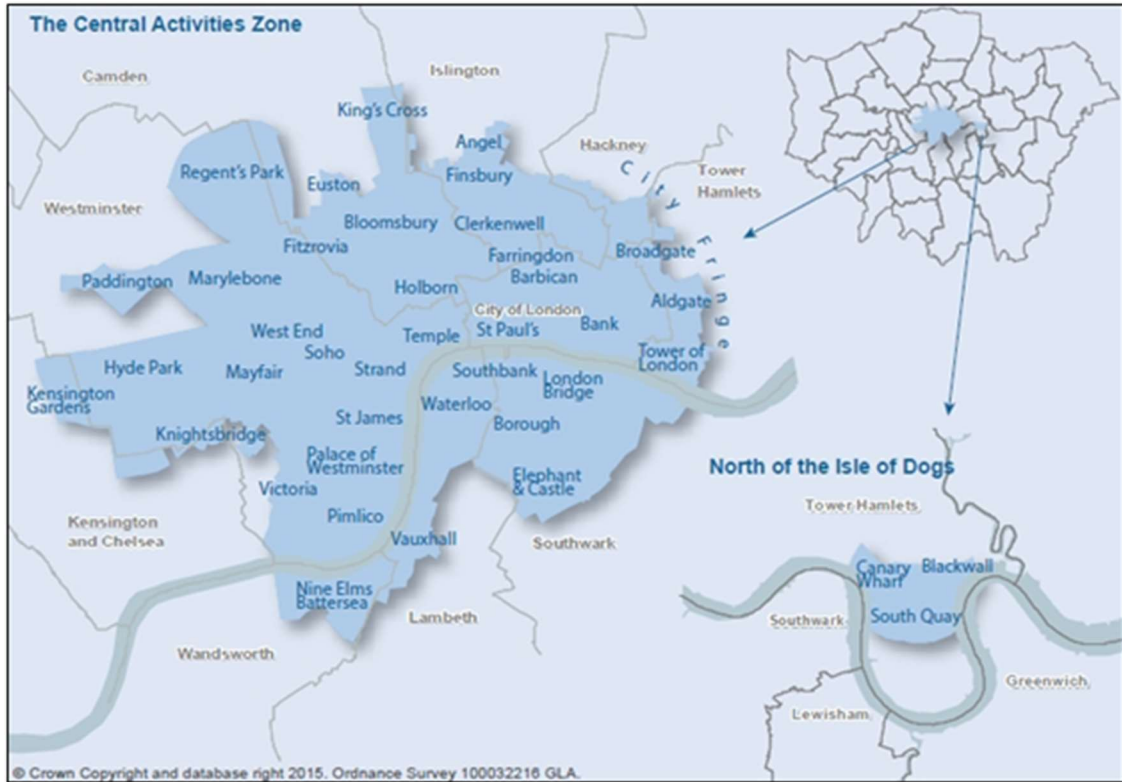 The Central Activities Zone
Camden
Islington
King's Cross
Angel
Hackney
Regent's Park
Euston
Finsbury
Tower
Hamlets
City Fringe
Westminster
Bloomsbury
Clerkenwell
Fitzrovia
Farringdon
Broadgate
Paddington
Marylebone
Barbican
Holborn
Aldgate
City of London
West End
Temple
St Paul's
Bank
Soho
Hyde Park
Mayfair
Strand
Southbank
London
Bridge
Tower of
London
Kensington
Gardens
Waterloo
St James
Borough
Knightsbridge
Palace of
Westminster
Elephant
& Castle
Victoria
Pimlico
Kensington
and Chelsea
Vauxhall
Southwark
Nine Elms
Battersea
Lambeth
Wandsworth
North of the Isle of Dogs
Tower Hamlets
Canary
Wharf
Blackwall
South Quay
Southwark
Greenwich
Lewisham
© Crown Copyright and database right 2015. Ordnance Survey 100032216 GLA.